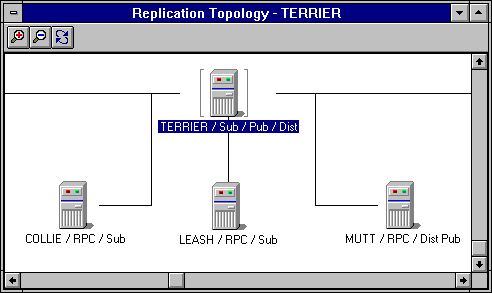 Replication Topology - TERRIER
TERRIER / Sub / Pub / Dist
COLLIE / RPC / Sub
LEASH / RPC / Sub
MUTT / RPC / Dist Pub